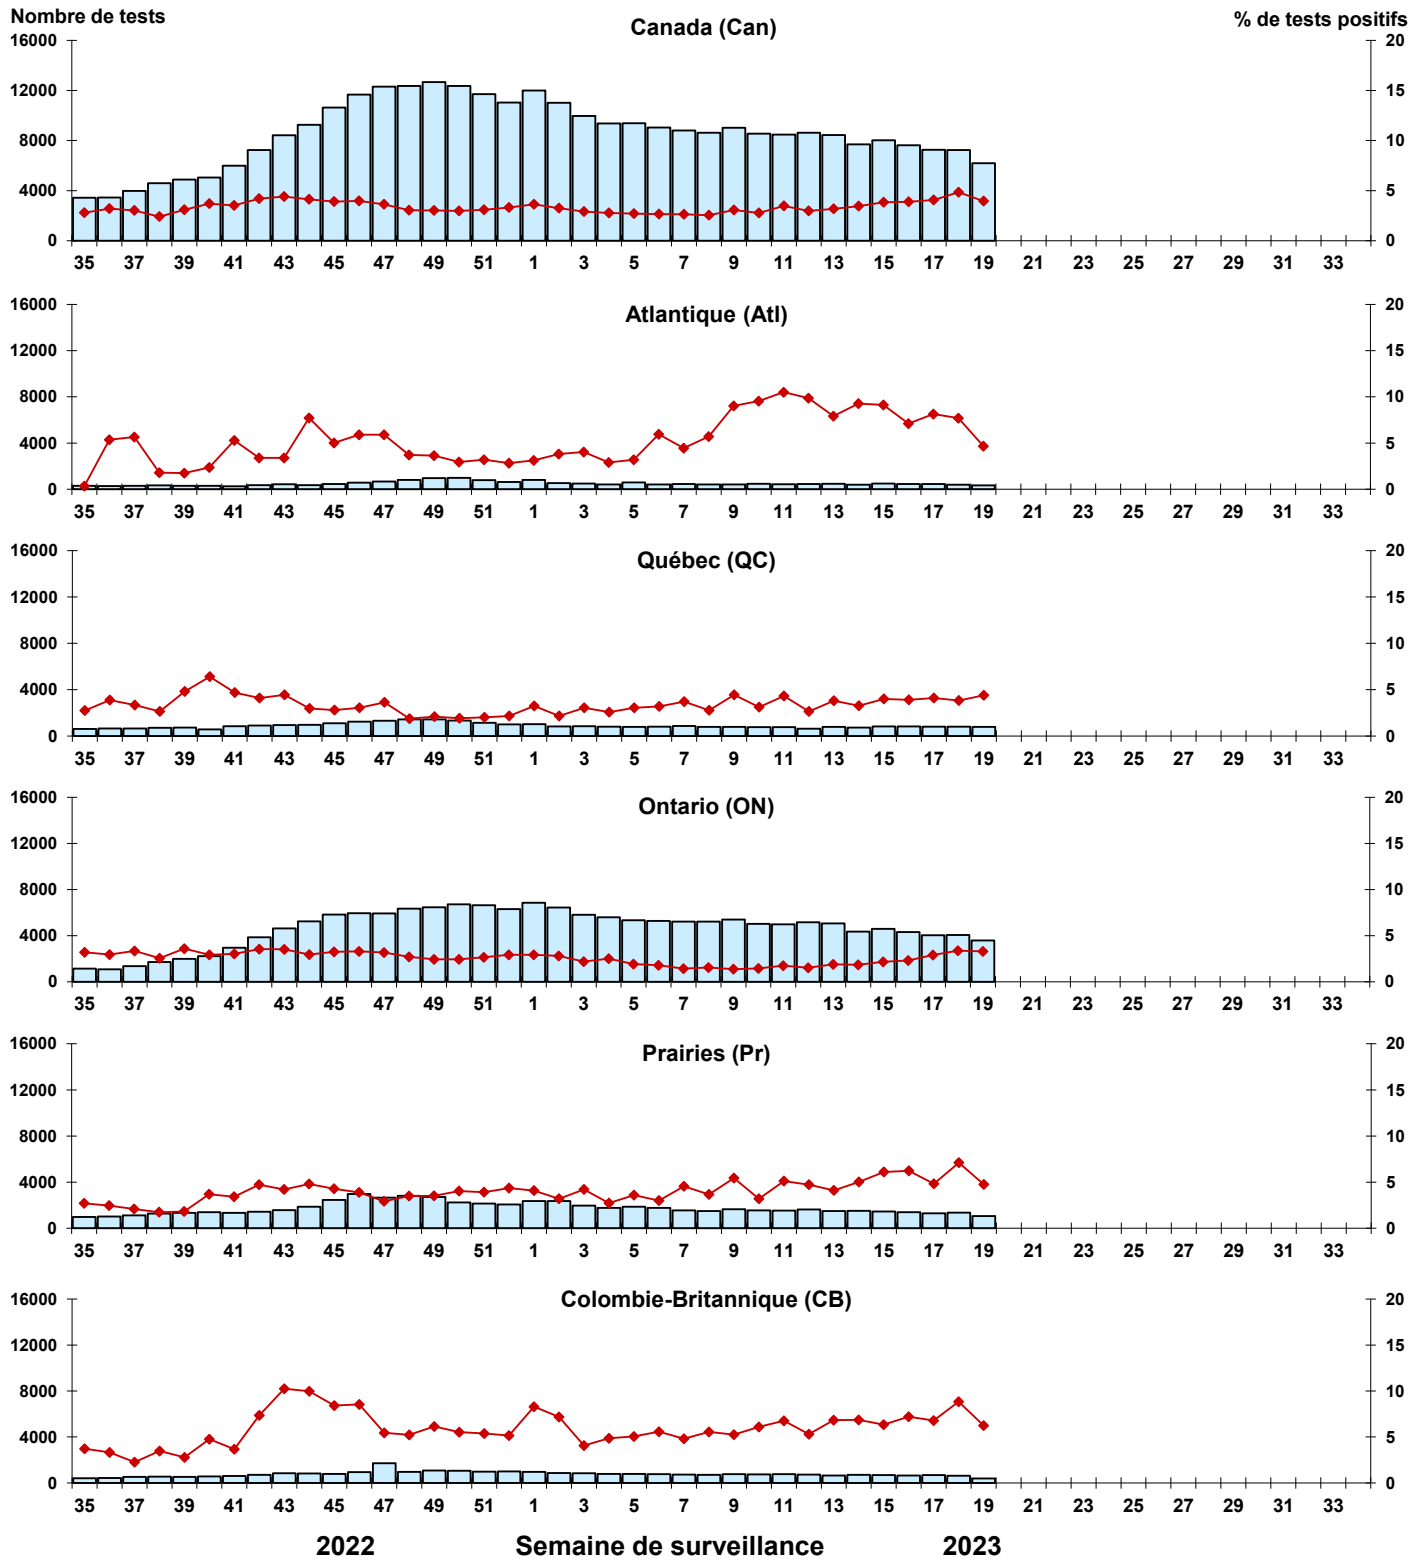 Nombre de tests
% de tests positifs
Canada (Can)
16000 20
12000 15
8000 10
4000 5
0 0
35 37 39 41 43 45 47 49 51 1 3 5 7 9 11 13 15 17 19 21 23 25 27 29 31 33
Atlantique (Atl)
16000 20
12000 15
8000 10
4000 5
0 0
35 37 39 41 43 45 47 49 51 1 3 5 7 9 11 13 15 17 19 21 23 25 27 29 31 33
Québec (QC)
16000 20
12000 15
8000 10
4000 5
0 0
35 37 39 41 43 45 47 49 51 1 3 5 7 9 11 13 15 17 19 21 23 25 27 29 31 33
Ontario (ON)
16000 20
12000 15
8000 10
4000 5
0 0
35 37 39 41 43 45 47 49 51 1 3 5 7 9 11 13 15 17 19 21 23 25 27 29 31 33
Prairies (Pr)
16000 20
12000 15
8000 10
4000 5
0 0
35 37 39 41 43 45 47 49 51 1 3 5 7 9 11 13 15 17 19 21 23 25 27 29 31 33
Colombie-Britannique (CB)
16000 20
12000 15
8000 10
4000 5
0 0
35 37 39 41 43 45 47 49 51 1 3 5 7 9 11 13 15 17 19 21 23 25 27 29 31 33
2022 Semaine de surveillance 2023